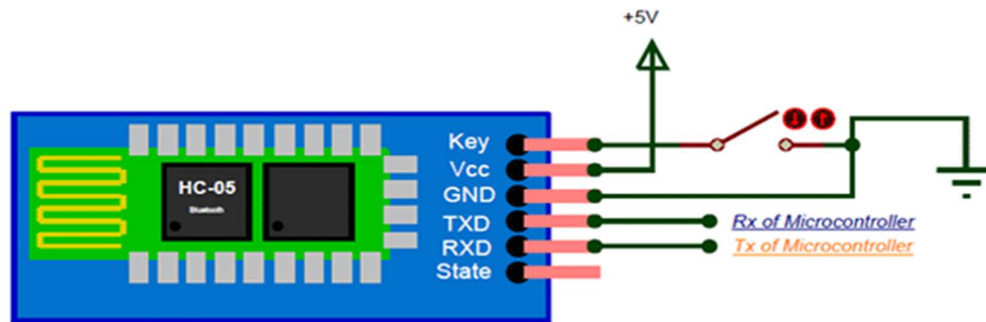 +5V
Key
Vcc
GND
TXD
RXD
State
HC-05
Bluetooth
Rx of Microcontroller
Tx of Microcontroller